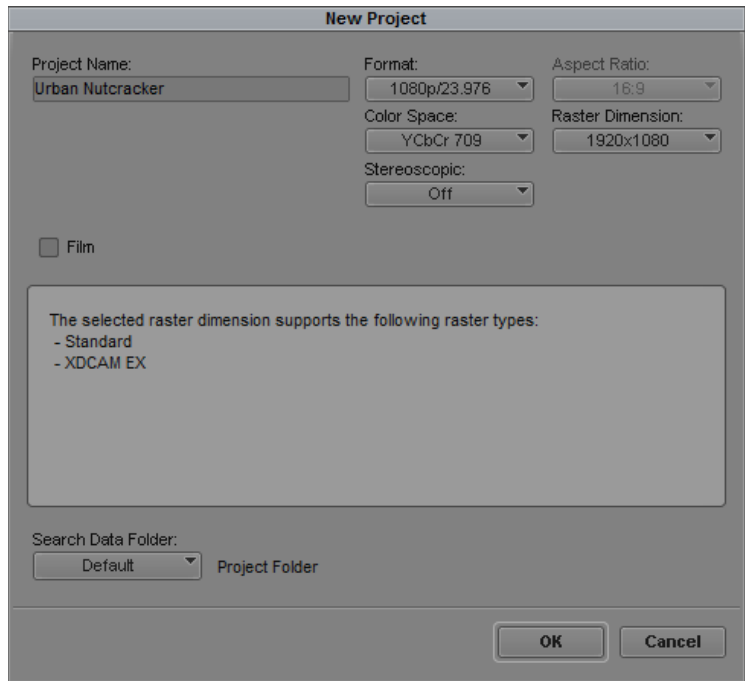 New Project
Project Name:
Urban Nutcracker
Format:
1080p/23.976
Aspect Ratio:
16:9
Color Space:
YCbCr 709
Raster Dimension:
1920x1080
Stereoscopic:
Off
Film
The selected raster dimension supports the following raster types:
- Standard
- XDCAM EX
Search Data Folder:
Default
Project Folder
OK
Cancel